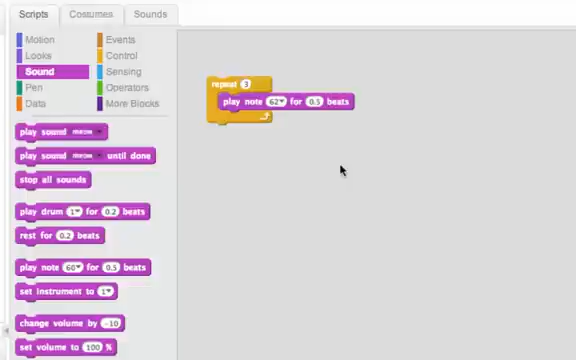 Scripts Costumes Sounds
Motion Events
Looks Control
Sound Sensing
Pen Operators
Data More Blocks
repeat 3
play note 62 for 0.5 beats
play sound meow
play sound meow until done
stop all sounds
play drum 1 for 0.2 beats
rest for 0.2 beats
play note 60 for 0.5 beats
set instrument to 1
change volume by -10
set volume to 100 %